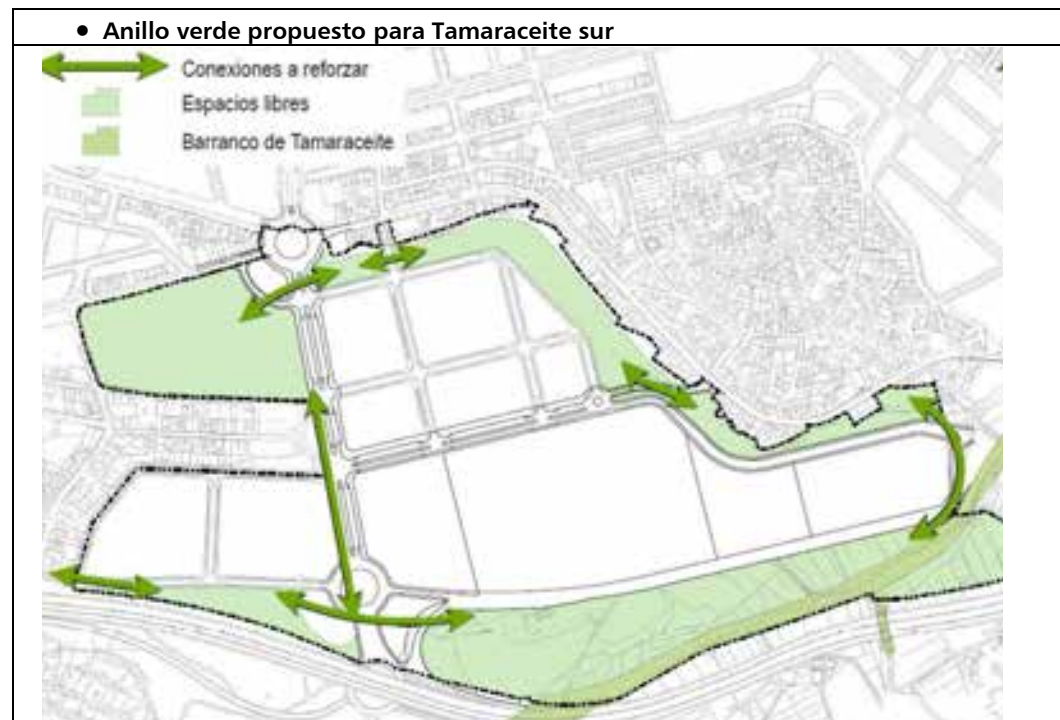 • Anillo verde propuesto para Tamaraceite sur
Conexiones a reforzar
Espacios libres
Barranco de Tamaraceite